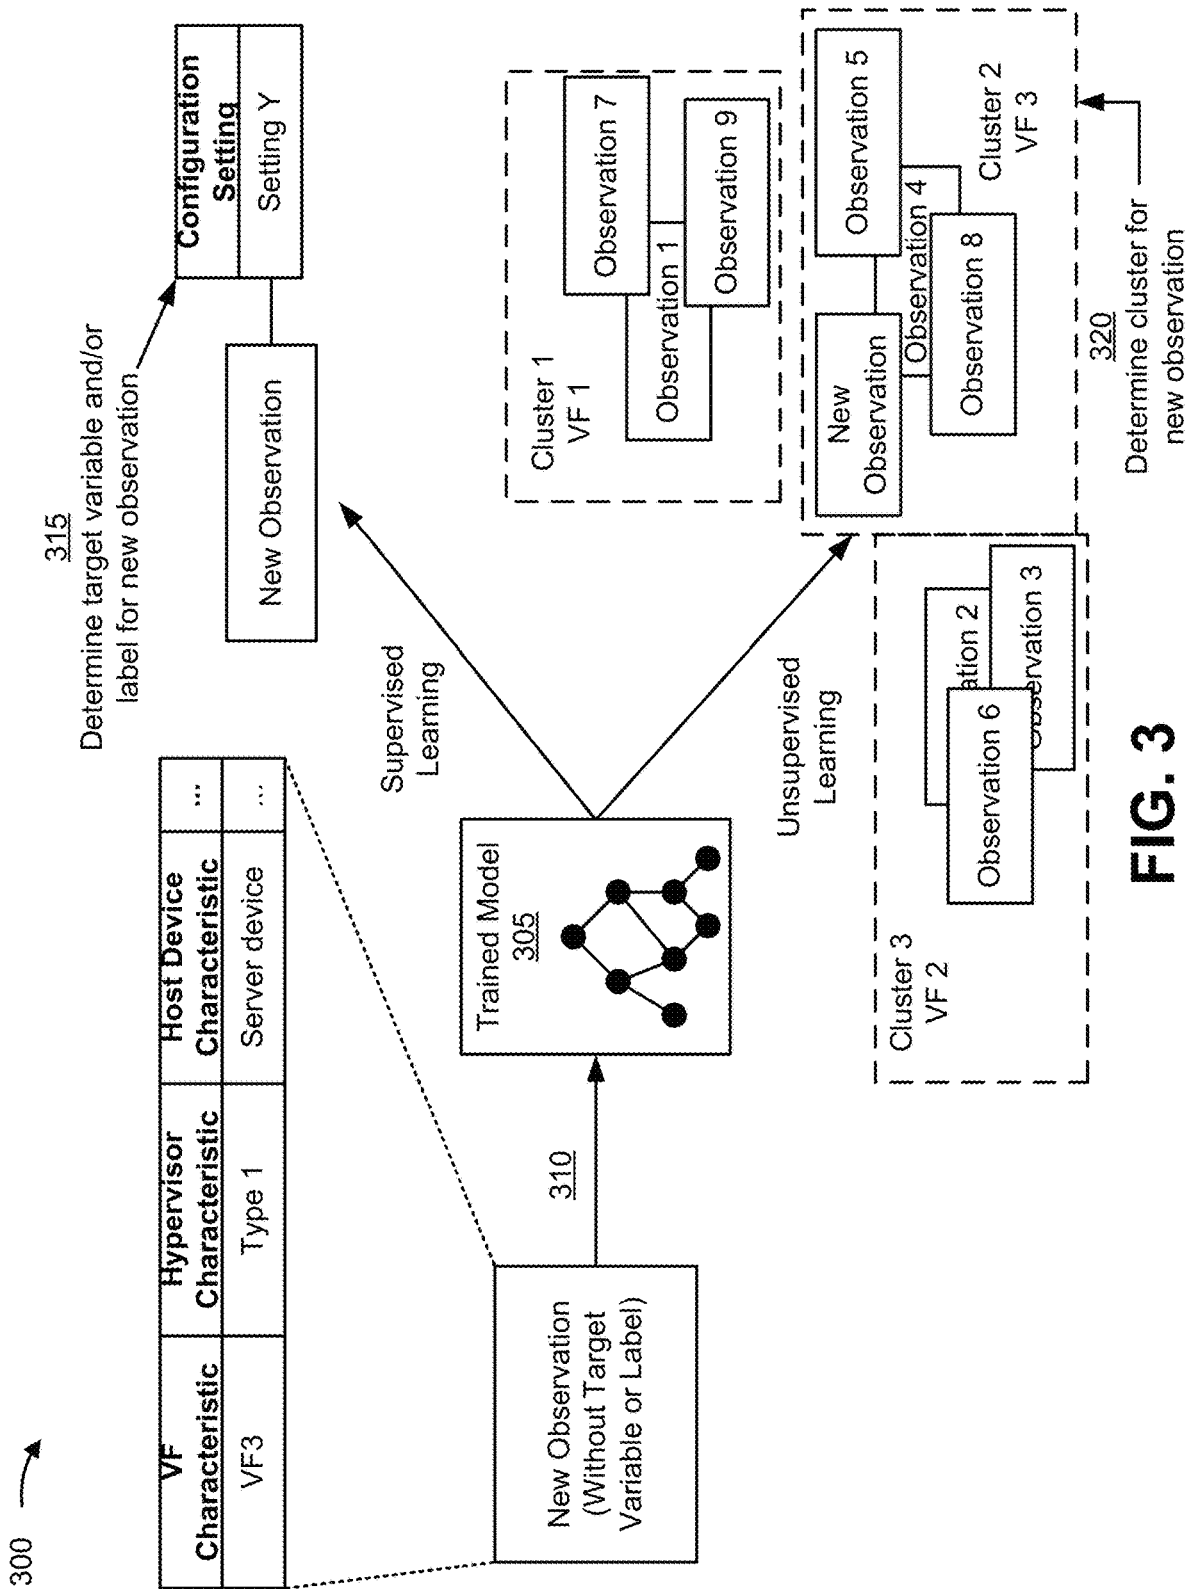 300
VF
Characteristic
Hypervisor
Characteristic
Host Device
Characteristic
...
VF3
Type 1
Server device
...
New Observation
(Without Target
Variable or Label)
310
Trained Model
305
Supervised
Learning
Unsupervised
Learning
315
Determine target variable and/or
label for new observation
New Observation
Configuration
Setting
Setting Y
Cluster 1
VF 1
Observation 7
Observation 1
Observation 9
New
Observation
Observation 5
Observation 4
Observation 8
Cluster 2
VF 3
Cluster 3
VF 2
ation 2
Observation 6
servation 3
320
Determine cluster for
new observation
FIG. 3